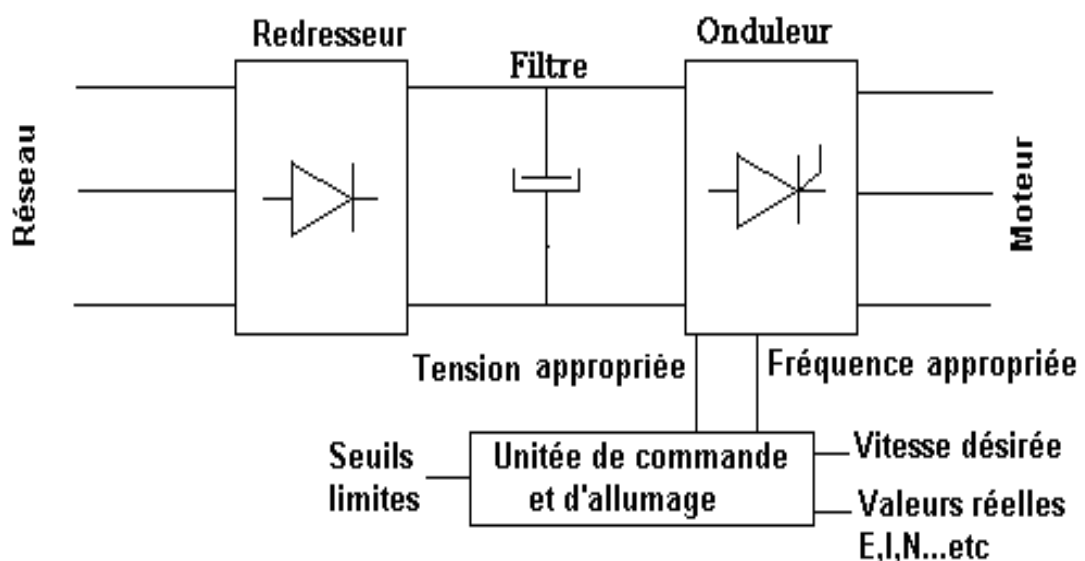 Redresseur
Filtre
Onduleur
Réseau
Moteur
Tension appropriée
Fréquence appropriée
Seuils
limites
Unitée de commande
et d'allumage
Vitesse désirée
Valeurs réelles
E,I,N...etc